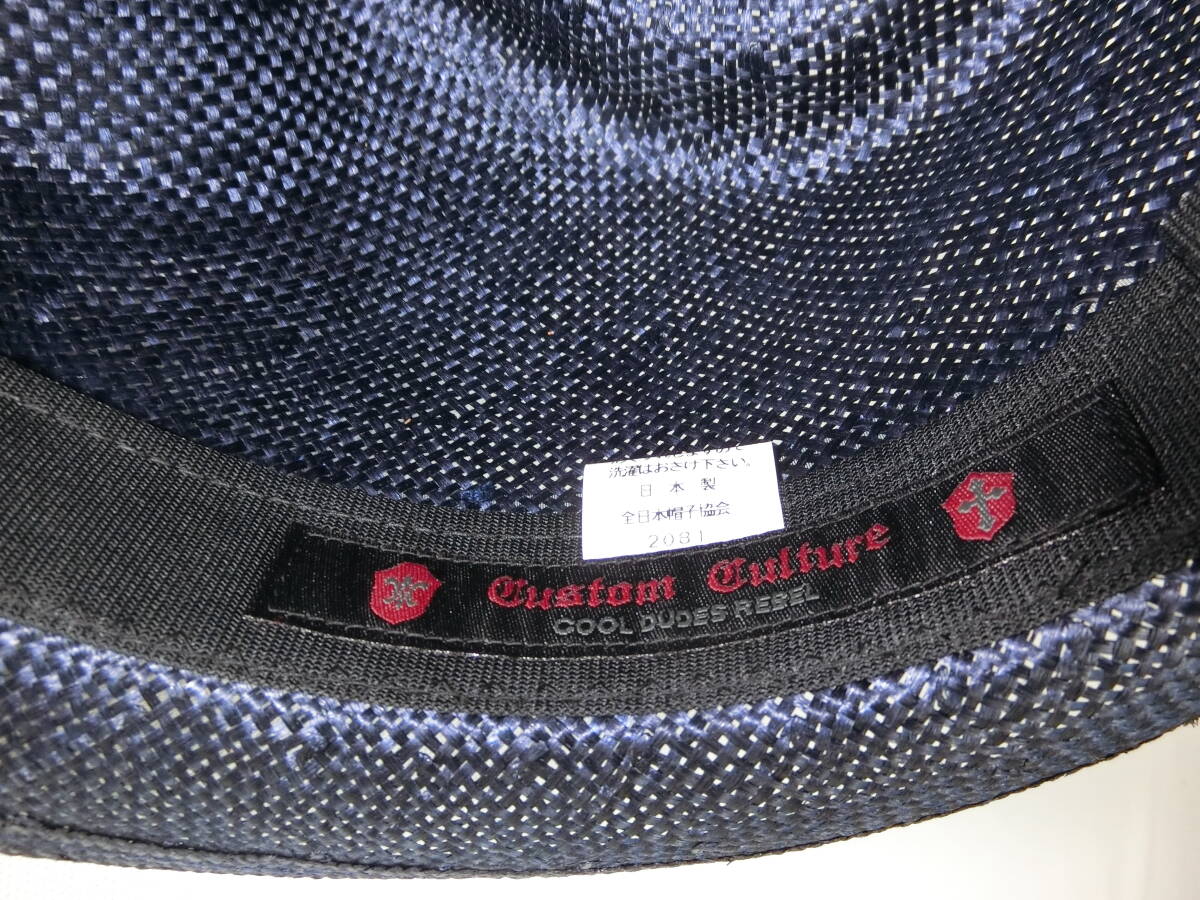 洗濯はおさけ下さい。
日本製
全日本帽子協会
2081
Custom Culture
COOL DUDES REBEL